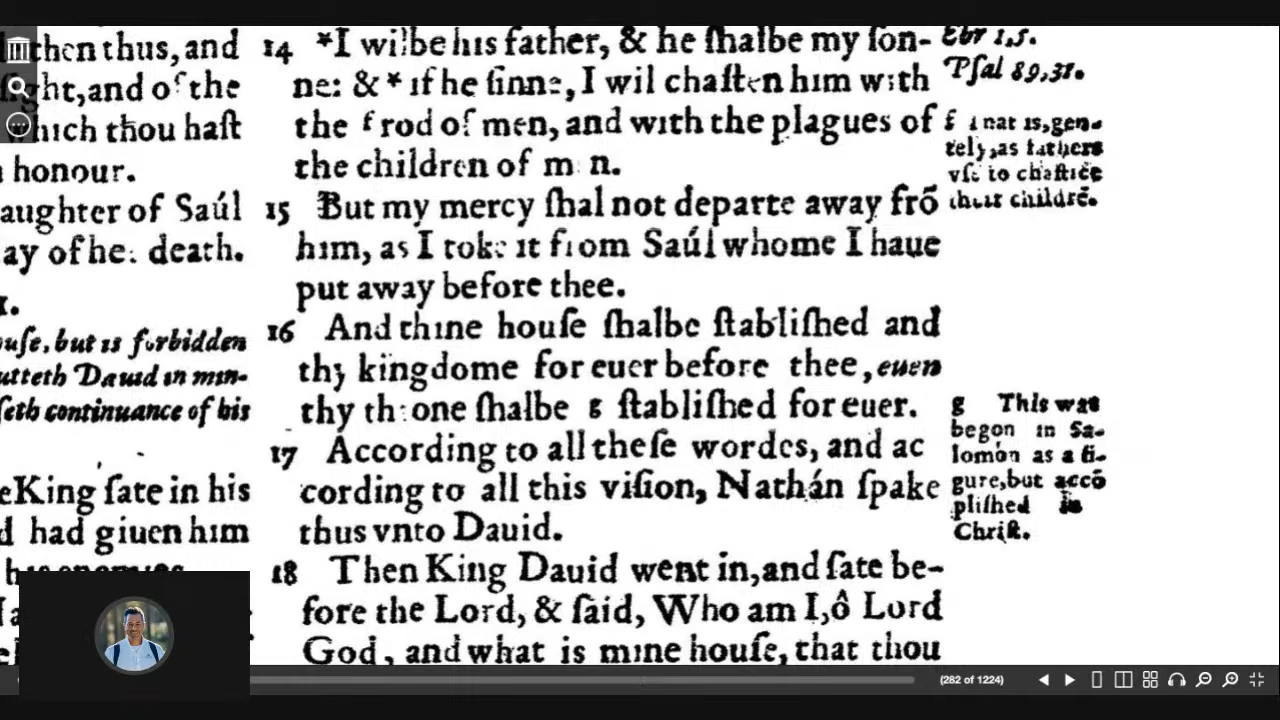 then thus, and
ſight, and of the
which thou haſt
honour.
aughter of Saúl
ay of her death.
1.
ouſe, but is forbidden
utteth Dauid in min-
ſeth continuance of his
eKing ſate in his
d had giuen him
his enemyes
14 *I wilbe his father, & he ſhalbe my ſon-
ne: & * if he ſinne, I wil chaſten him with
the f rod of men, and with the plagues of
the children of men.
15 But my mercy ſhal not departe away frō
him, as I toke it from Saúl whome I haue
put away before thee.
16 And thine houſe ſhalbe ſtabliſhed and
thy kingdome for euer before thee, euen
thy throne ſhalbe g ſtabliſhed for euer.
17 According to all theſe wordes, and ac
cording to all this viſion, Nathán ſpake
thus vnto Dauid.
18 Then King Dauid went in, and ſate be-
fore the Lord, & ſaid, Who am I, ô Lord
God, and what is mine houſe, that thou
Ebr 1,5.
Pſal 89,31.
f That is, gen-
tely, as fathers
vſe to chaſtice
their childrē.
g This was
begon in Sa-
lomón as a fi-
gure, but accō
pliſhed in
Chriſt.
(282 of 1224)